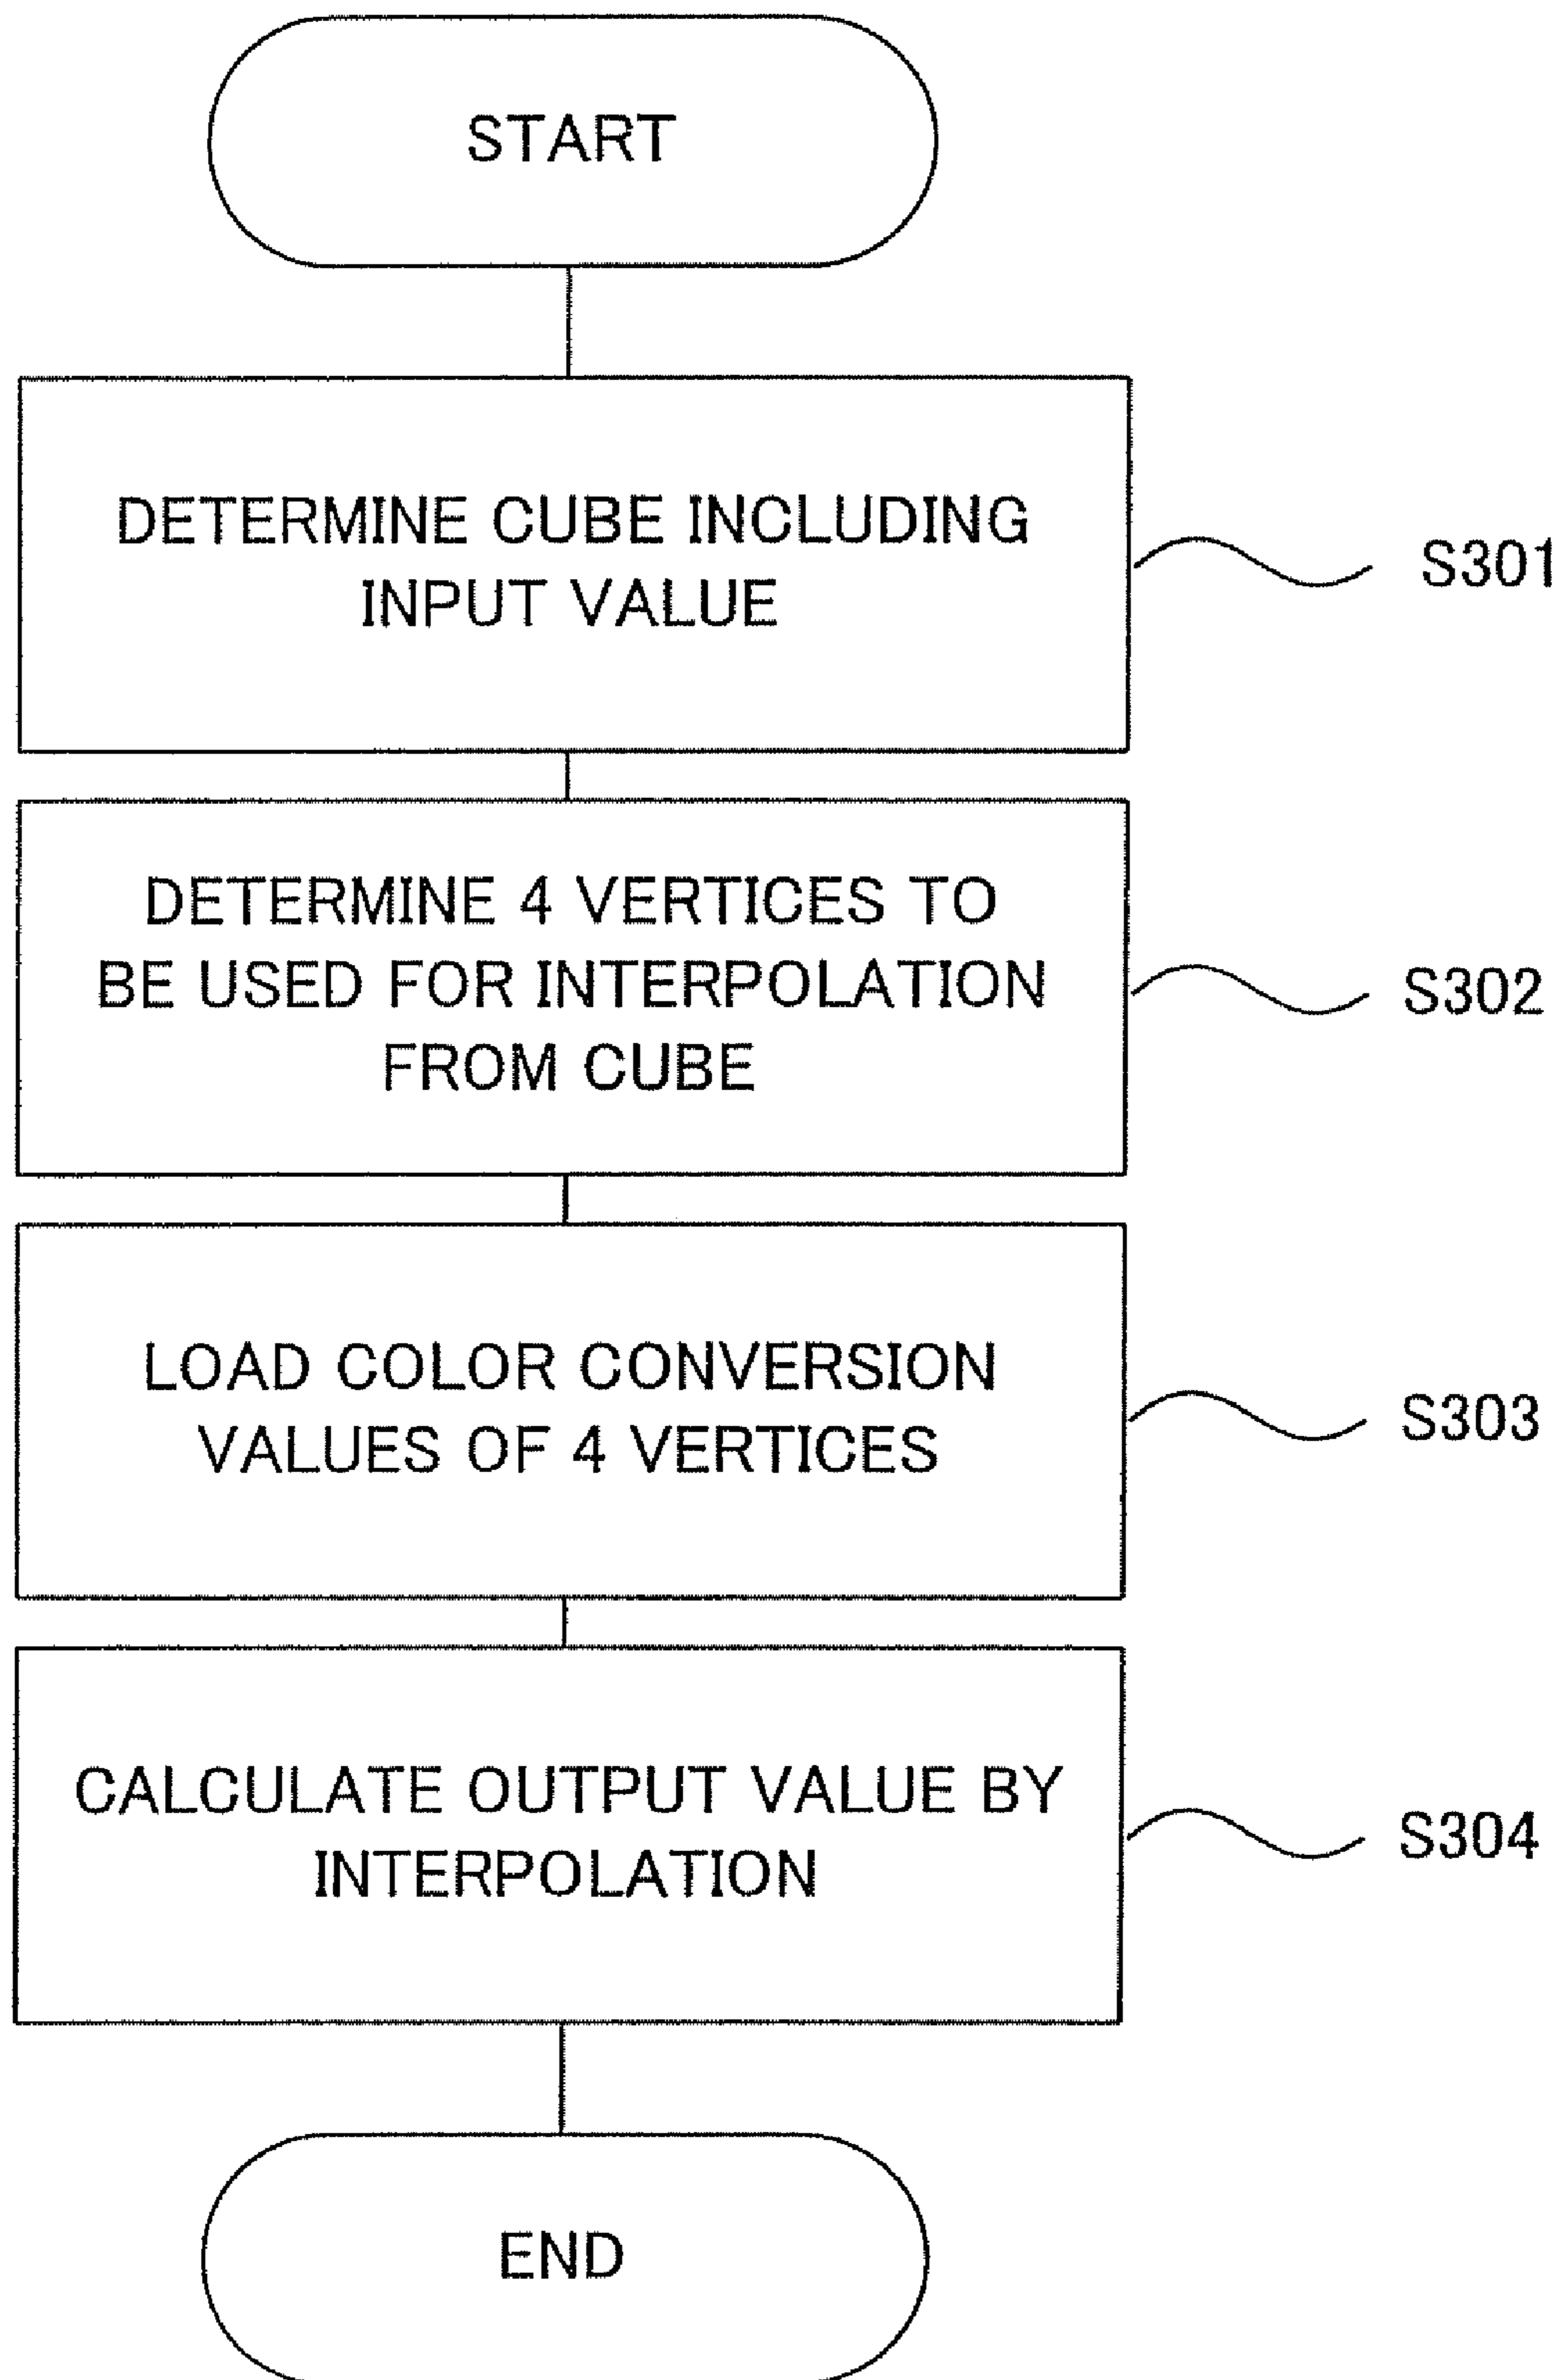 START
DETERMINE CUBE INCLUDING
INPUT VALUE
S301
DETERMINE 4 VERTICES TO
BE USED FOR INTERPOLATION
FROM CUBE
S302
LOAD COLOR CONVERSION
VALUES OF 4 VERTICES
S303
CALCULATE OUTPUT VALUE BY
INTERPOLATION
S304
END